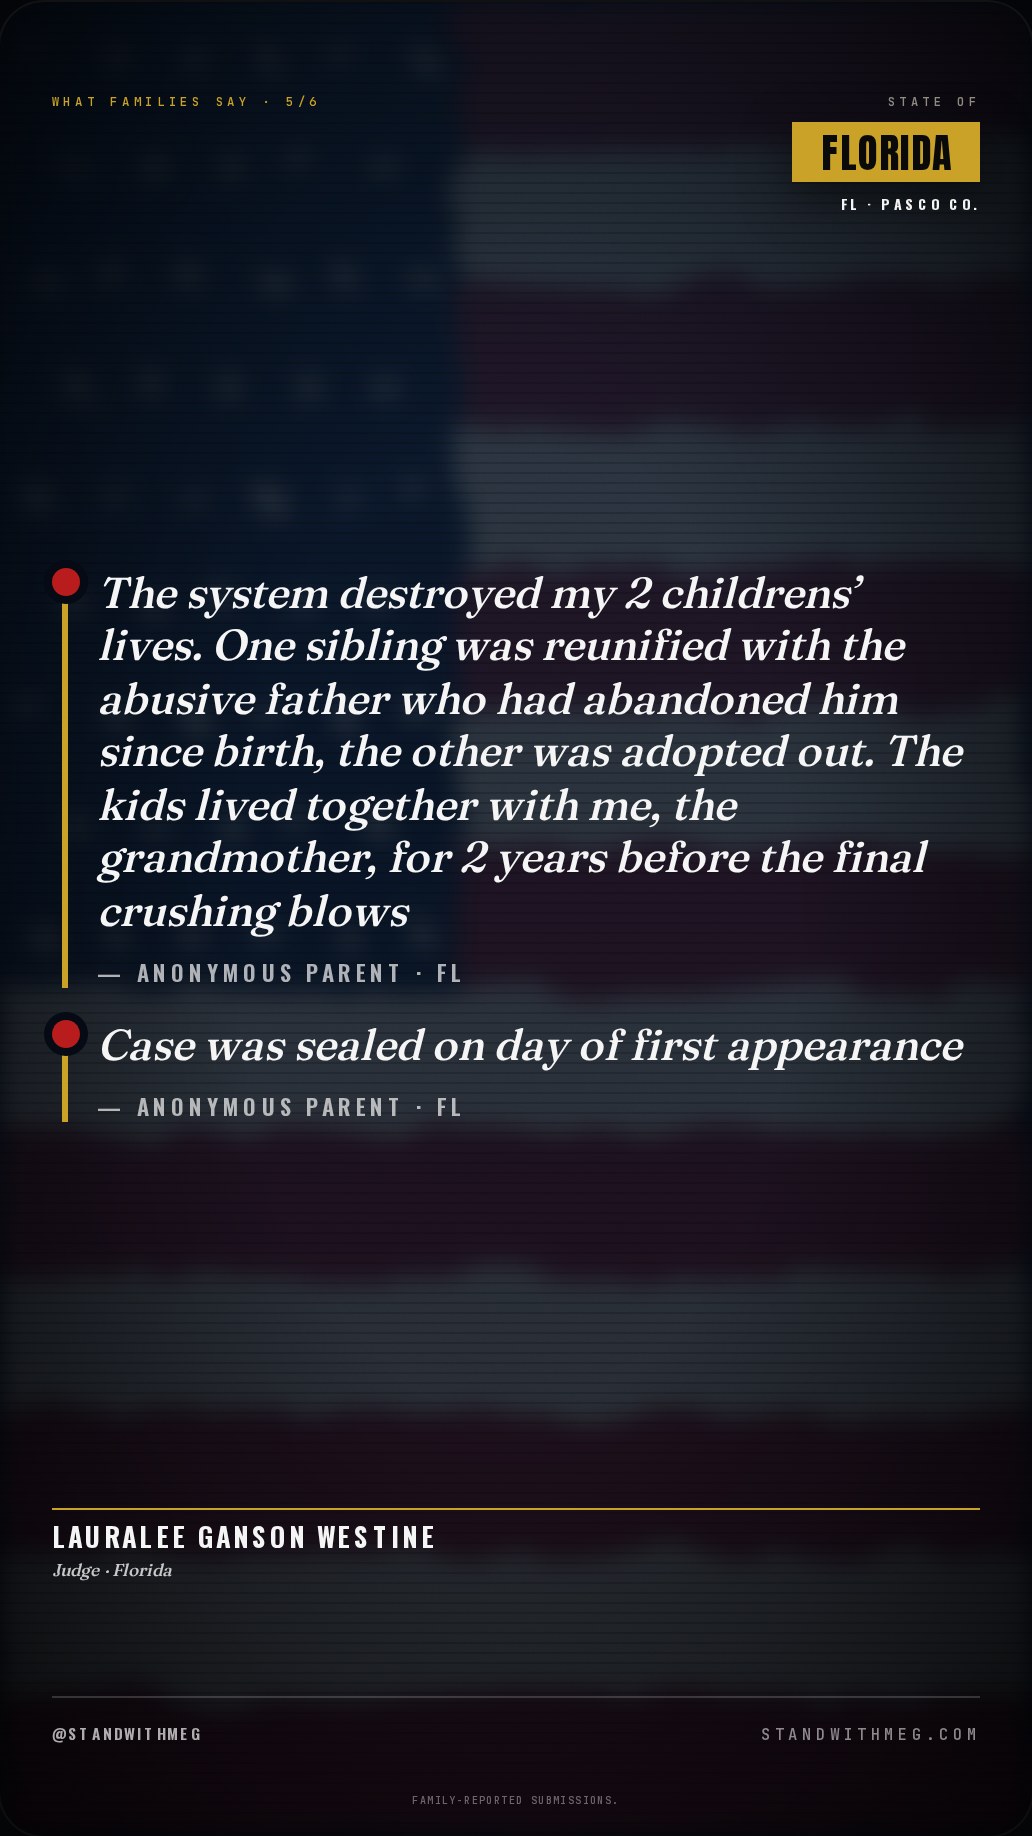 WHAT FAMILIES SAY · 5/6
STATE OF
FLORIDA
FL · PASCO CO.
The system destroyed my 2 childrens’
lives. One sibling was reunified with the
abusive father who had abandoned him
since birth, the other was adopted out. The
kids lived together with me, the
grandmother, for 2 years before the final
crushing blows
— ANONYMOUS PARENT · FL
Case was sealed on day of first appearance
— ANONYMOUS PARENT · FL
LAURALEE GANSON WESTINE
Judge · Florida
@STANDWITHMEG
STANDWITHMEG.COM
FAMILY-REPORTED SUBMISSIONS.